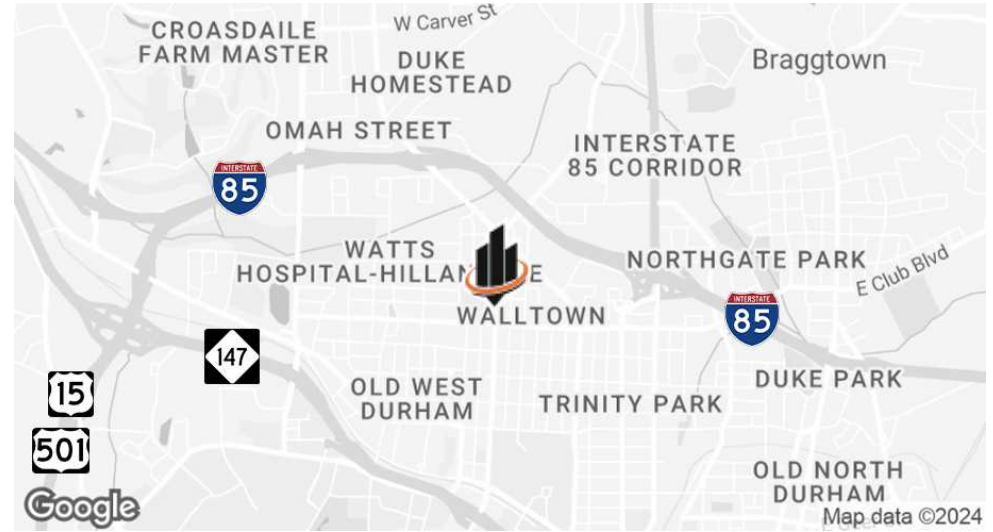 W Carver St
CROASDAILE
FARM MASTER
DUKE
HOMESTEAD
Braggtown
OMAH STREET
INTERSTATE
85 CORRIDOR
INTERSTATE
85
WATTS
HOSPITAL-HILLAN E
NORTHGATE PARK
E Club Blvd
WALLTOWN
INTERSTATE
85
147
15
501
OLD WEST
DURHAM
TRINITY PARK
DUKE PARK
OLD NORTH
DURHAM
Google
Map data ©2024